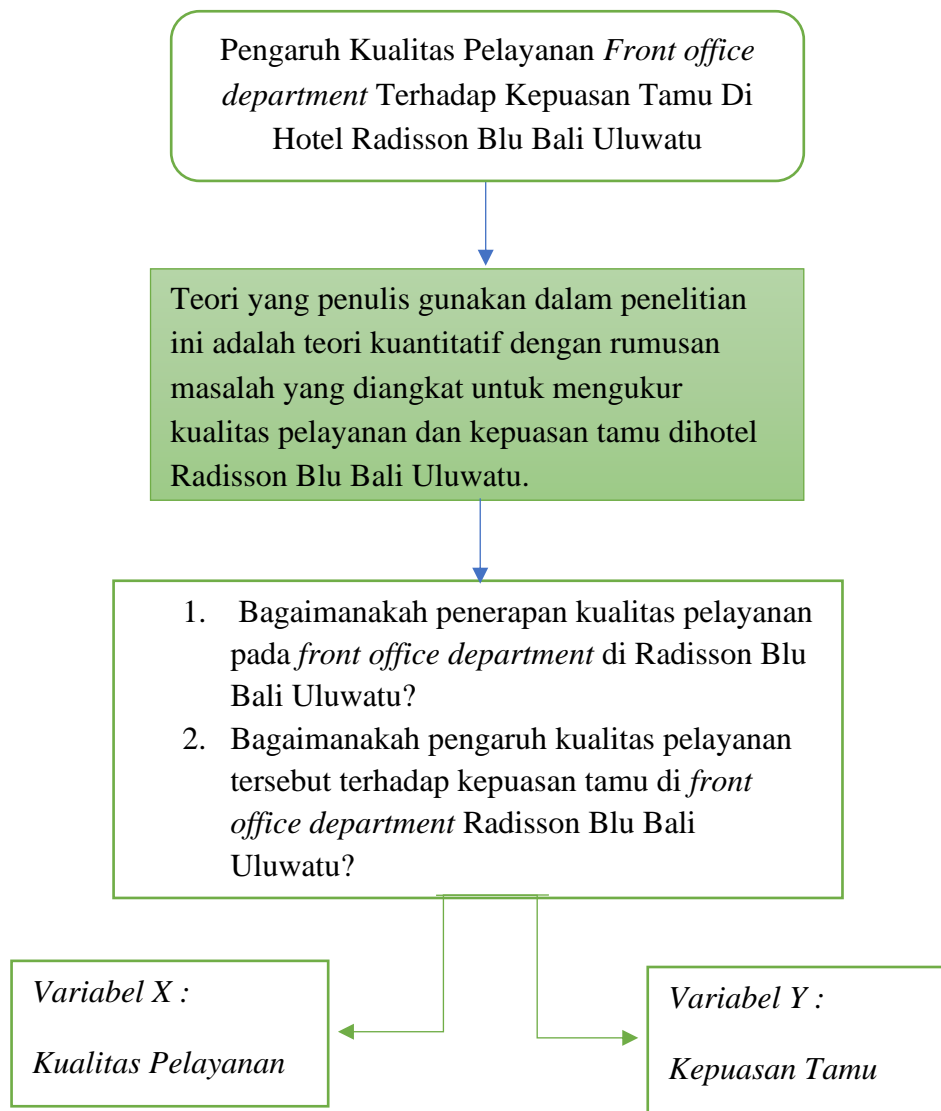 Pengaruh Kualitas Pelayanan Front office
department Terhadap Kepuasan Tamu Di
Hotel Radisson Blu Bali Uluwatu
Teori yang penulis gunakan dalam penelitian
ini adalah teori kuantitatif dengan rumusan
masalah yang diangkat untuk mengukur
kualitas pelayanan dan kepuasan tamu dihotel
Radisson Blu Bali Uluwatu.
1. Bagaimanakah penerapan kualitas pelayanan
pada front office department di Radisson Blu
Bali Uluwatu?
2. Bagaimanakah pengaruh kualitas pelayanan
tersebut terhadap kepuasan tamu di front
office department Radisson Blu Bali
Uluwatu?
Variabel X :
Kualitas Pelayanan
Variabel Y :
Kepuasan Tamu